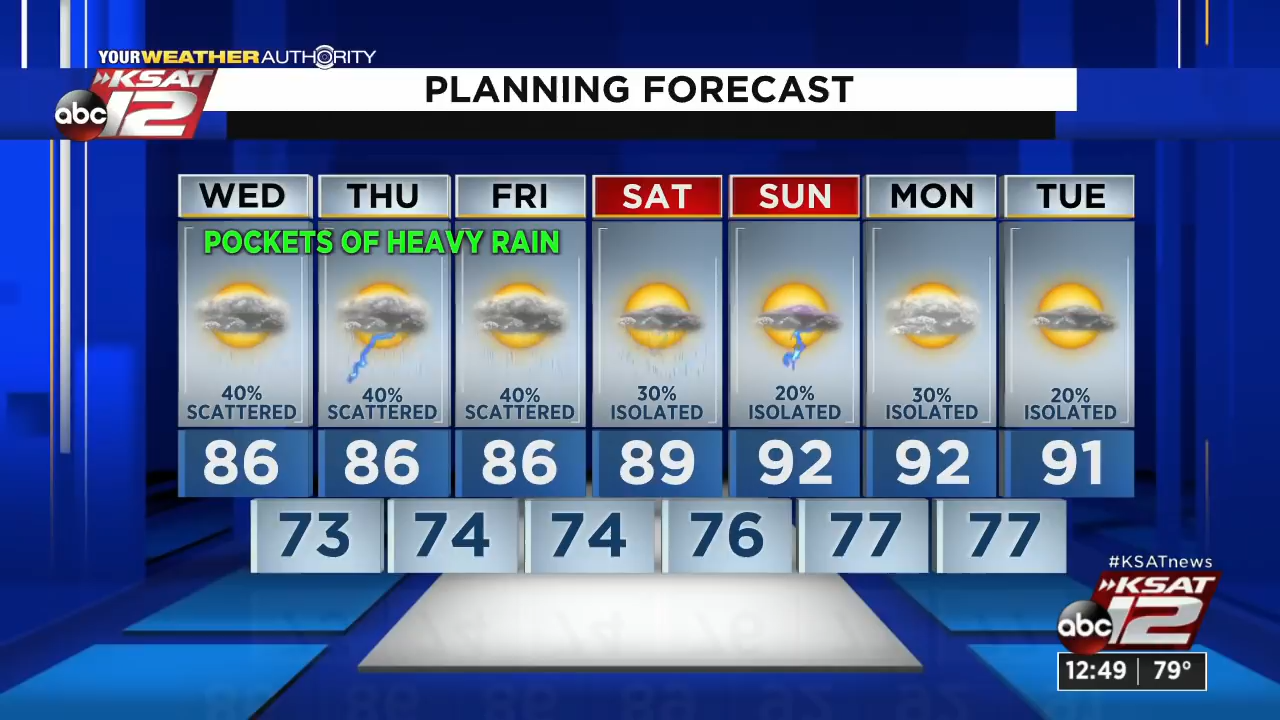 YOURWEATHERAUTHORITY
KSAT
abc 12
PLANNING FORECAST
WED THU FRI SAT SUN MON TUE
POCKETS OF HEAVY RAIN
40% 40% 40% 30% 20% 30% 20%
SCATTERED SCATTERED SCATTERED ISOLATED ISOLATED ISOLATED ISOLATED
86 86 86 89 92 92 91
73 74 74 76 77 77
#KSATnews
KSAT
abc 12
12:49 79°